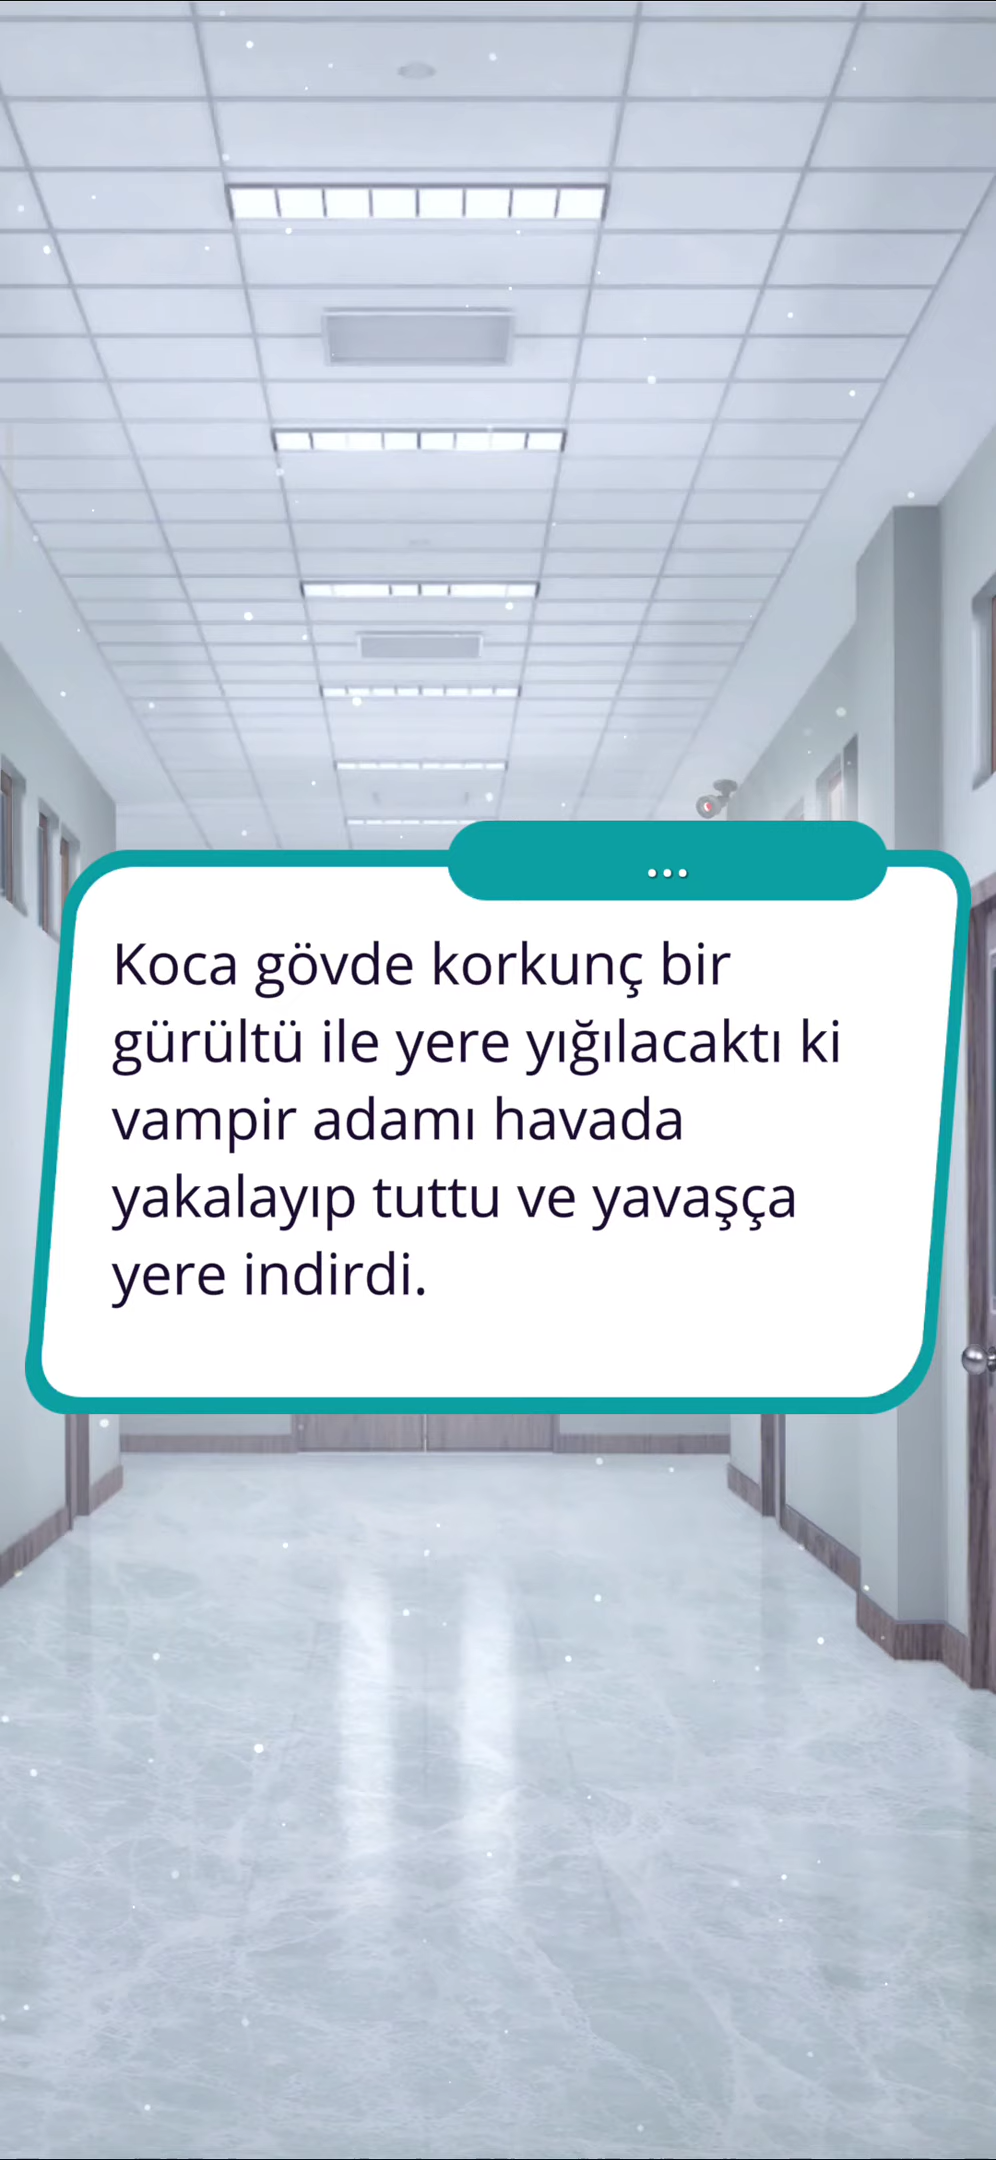 ...
Koca gövde korkunç bir
gürültü ile yere yığılacaktı ki
vampir adamı havada
yakalayıp tuttu ve yavaşça
yere indirdi.